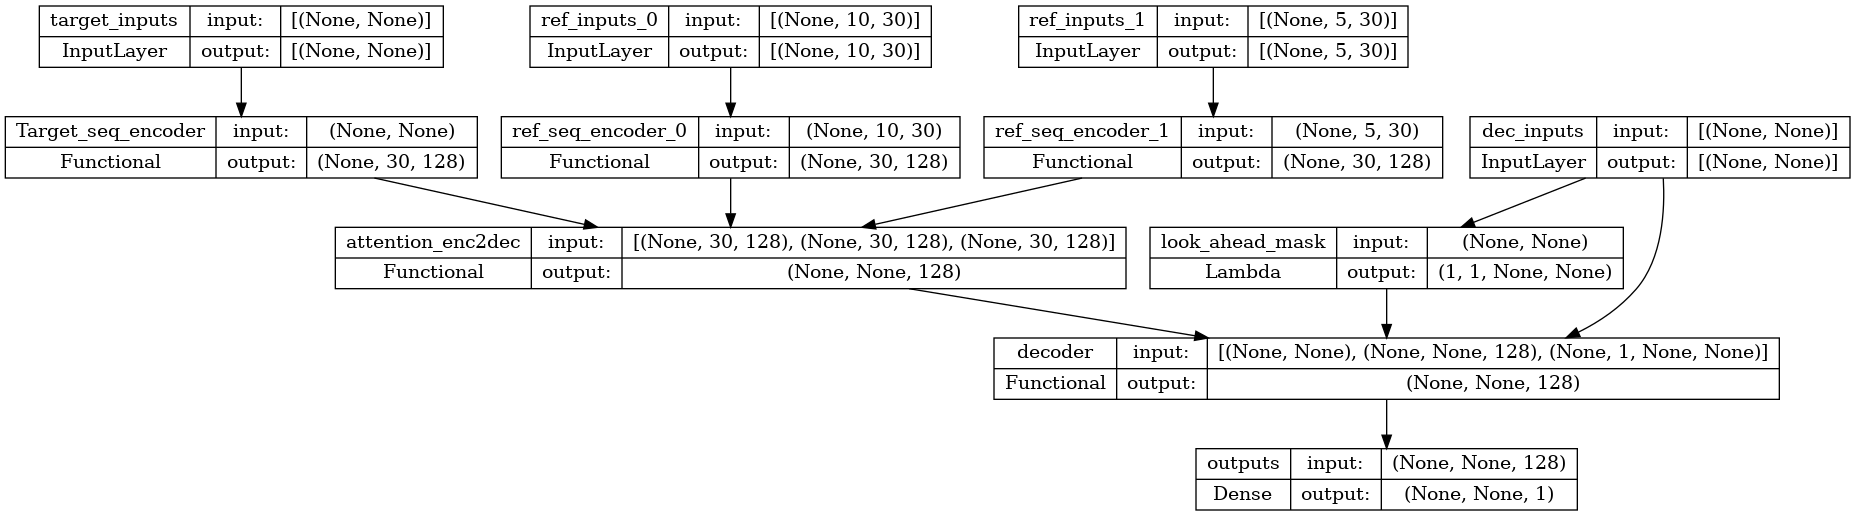 target_inputs input: [(None, None)]
InputLayer output: [(None, None)]
ref_inputs_0 input: [(None, 10, 30)]
InputLayer output: [(None, 10, 30)]
ref_inputs_1 input: [(None, 5, 30)]
InputLayer output: [(None, 5, 30)]
Target_seq_encoder input: (None, None)
Functional output: (None, 30, 128)
ref_seq_encoder_0 input: (None, 10, 30)
Functional output: (None, 30, 128)
ref_seq_encoder_1 input: (None, 5, 30)
Functional output: (None, 30, 128)
dec_inputs input: [(None, None)]
InputLayer output: [(None, None)]
attention_enc2dec input: [(None, 30, 128), (None, 30, 128), (None, 30, 128)]
Functional output: (None, None, 128)
look_ahead_mask input: (None, None)
Lambda output: (1, 1, None, None)
decoder input: [(None, None), (None, None, 128), (None, 1, None, None)]
Functional output: (None, None, 128)
outputs input: (None, None, 128)
Dense output: (None, None, 1)